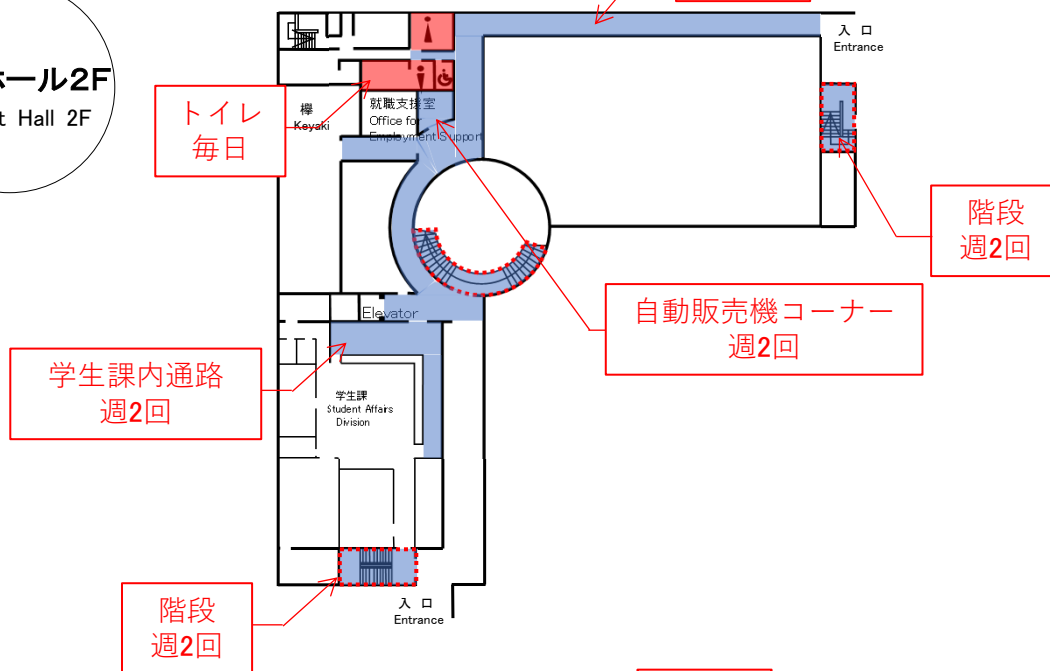 ール2F
Hall 2F
入 口
Entrance
トイレ
毎日
欅
Keyaki
就職支援室
Office for
Employment Support
階段
週2回
自動販売機コーナー
週2回
Elevator
学生課内通路
週2回
学生課
Student Affairs
Division
階段
週2回
入 口
Entrance